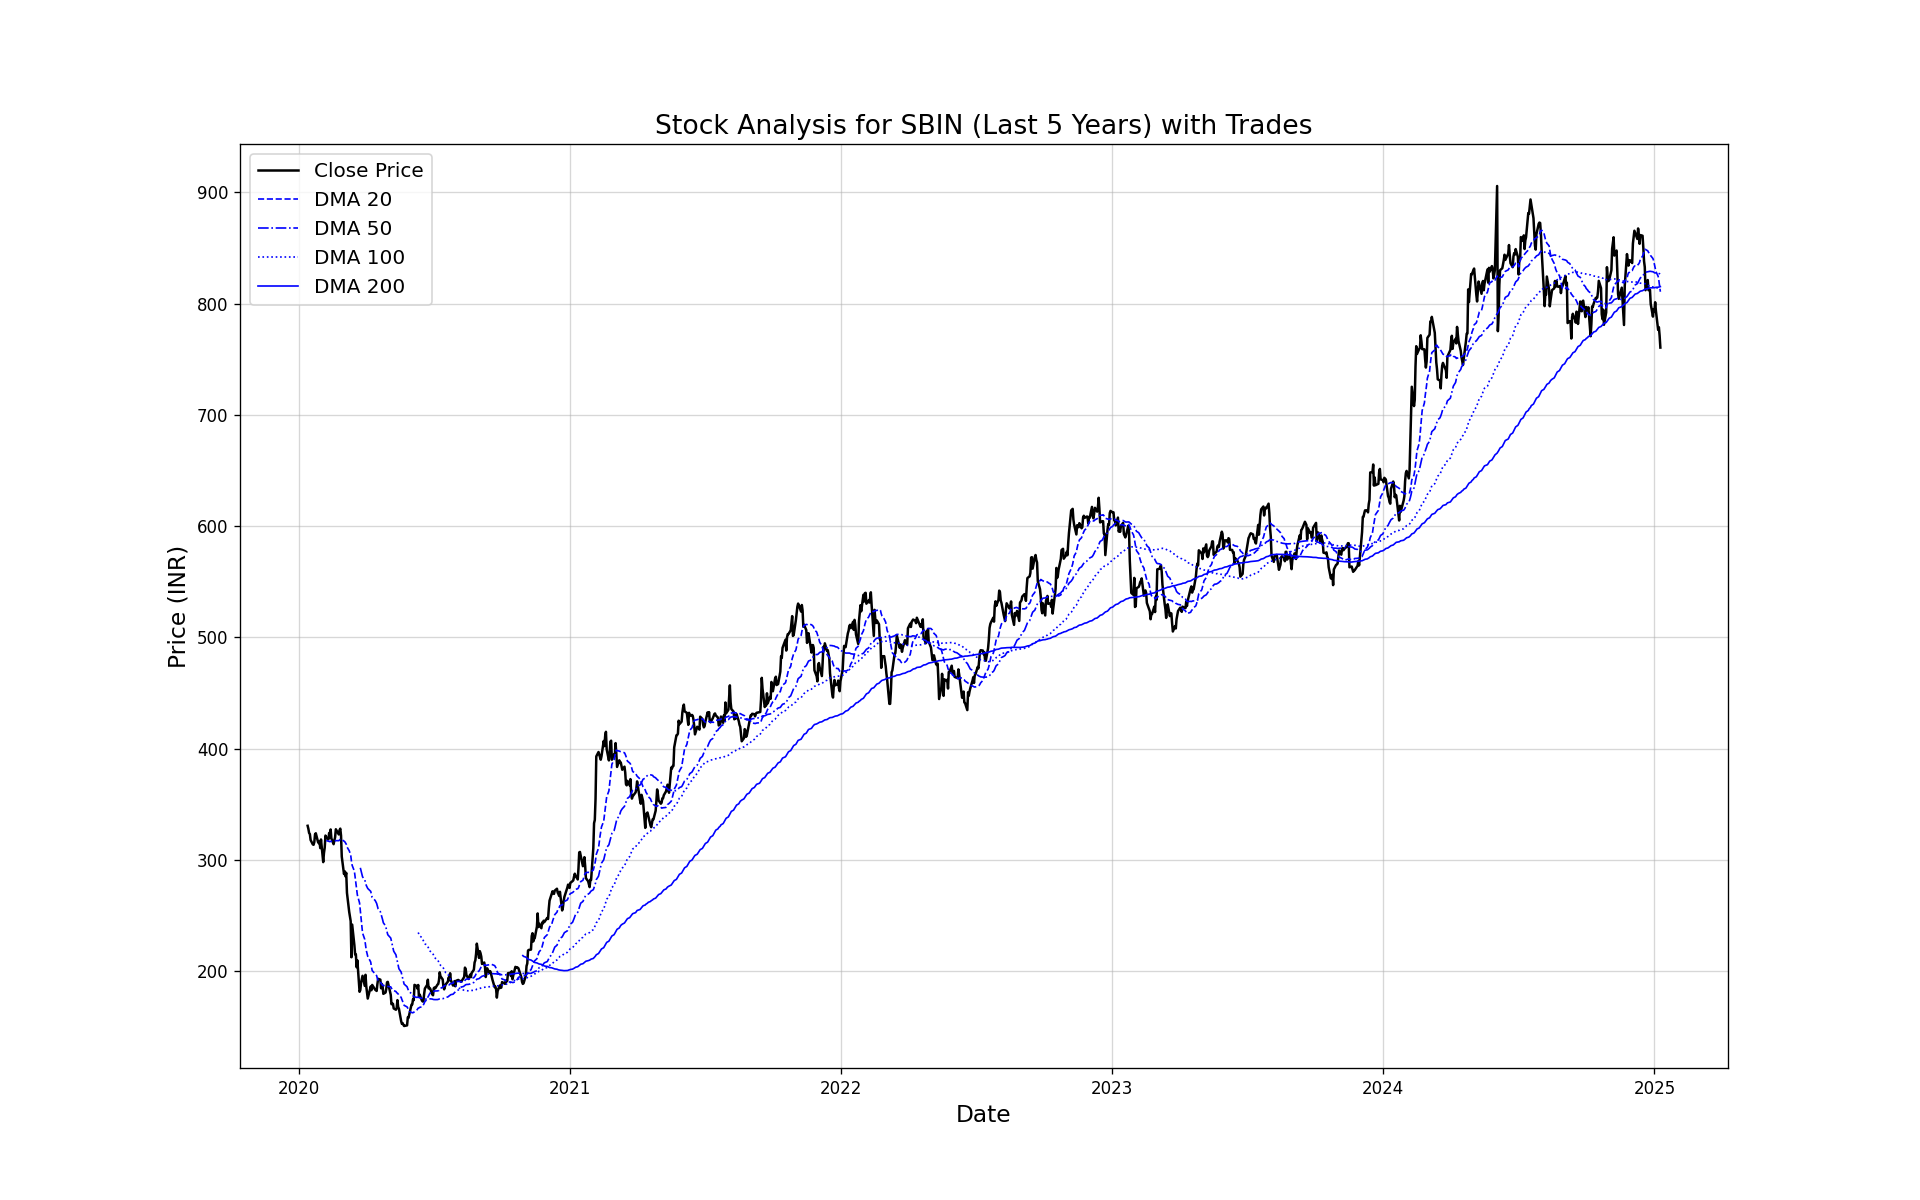 Stock Analysis for SBIN (Last 5 Years) with Trades
Close Price
DMA 20
DMA 50
DMA 100
DMA 200
900
800
700
600
500
400
300
200
Price (INR)
2020 2021 2022 2023 2024 2025
Date